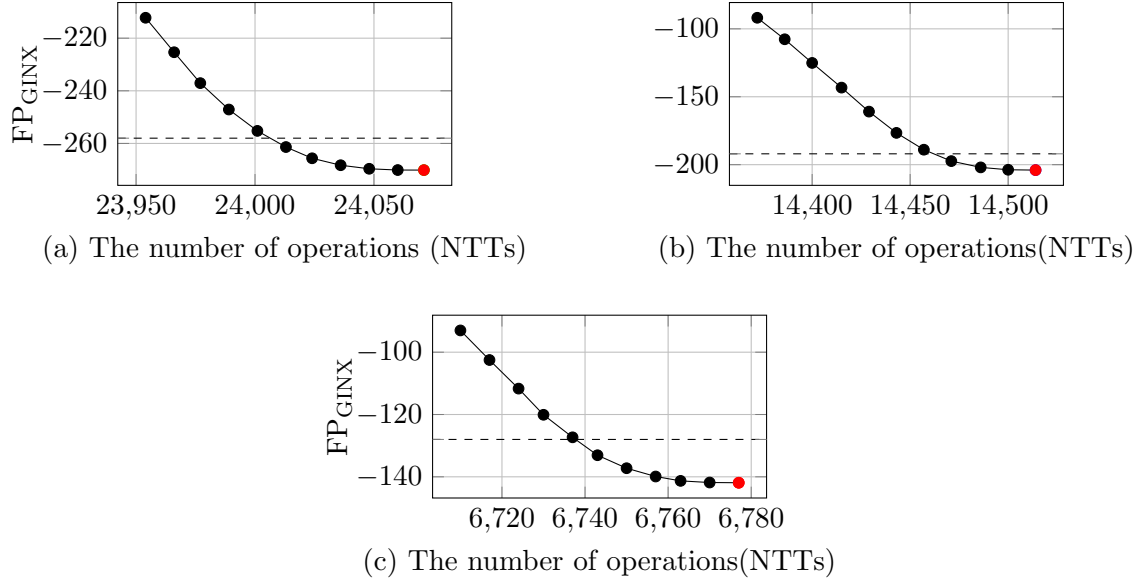 FP_GINX
−220
−240
−260
23,950 24,000 24,050
(a) The number of operations (NTTs)
−100
−150
−200
14,400 14,450 14,500
(b) The number of operations(NTTs)
FP_GINX
−100
−120
−140
6,720 6,740 6,760 6,780
(c) The number of operations(NTTs)